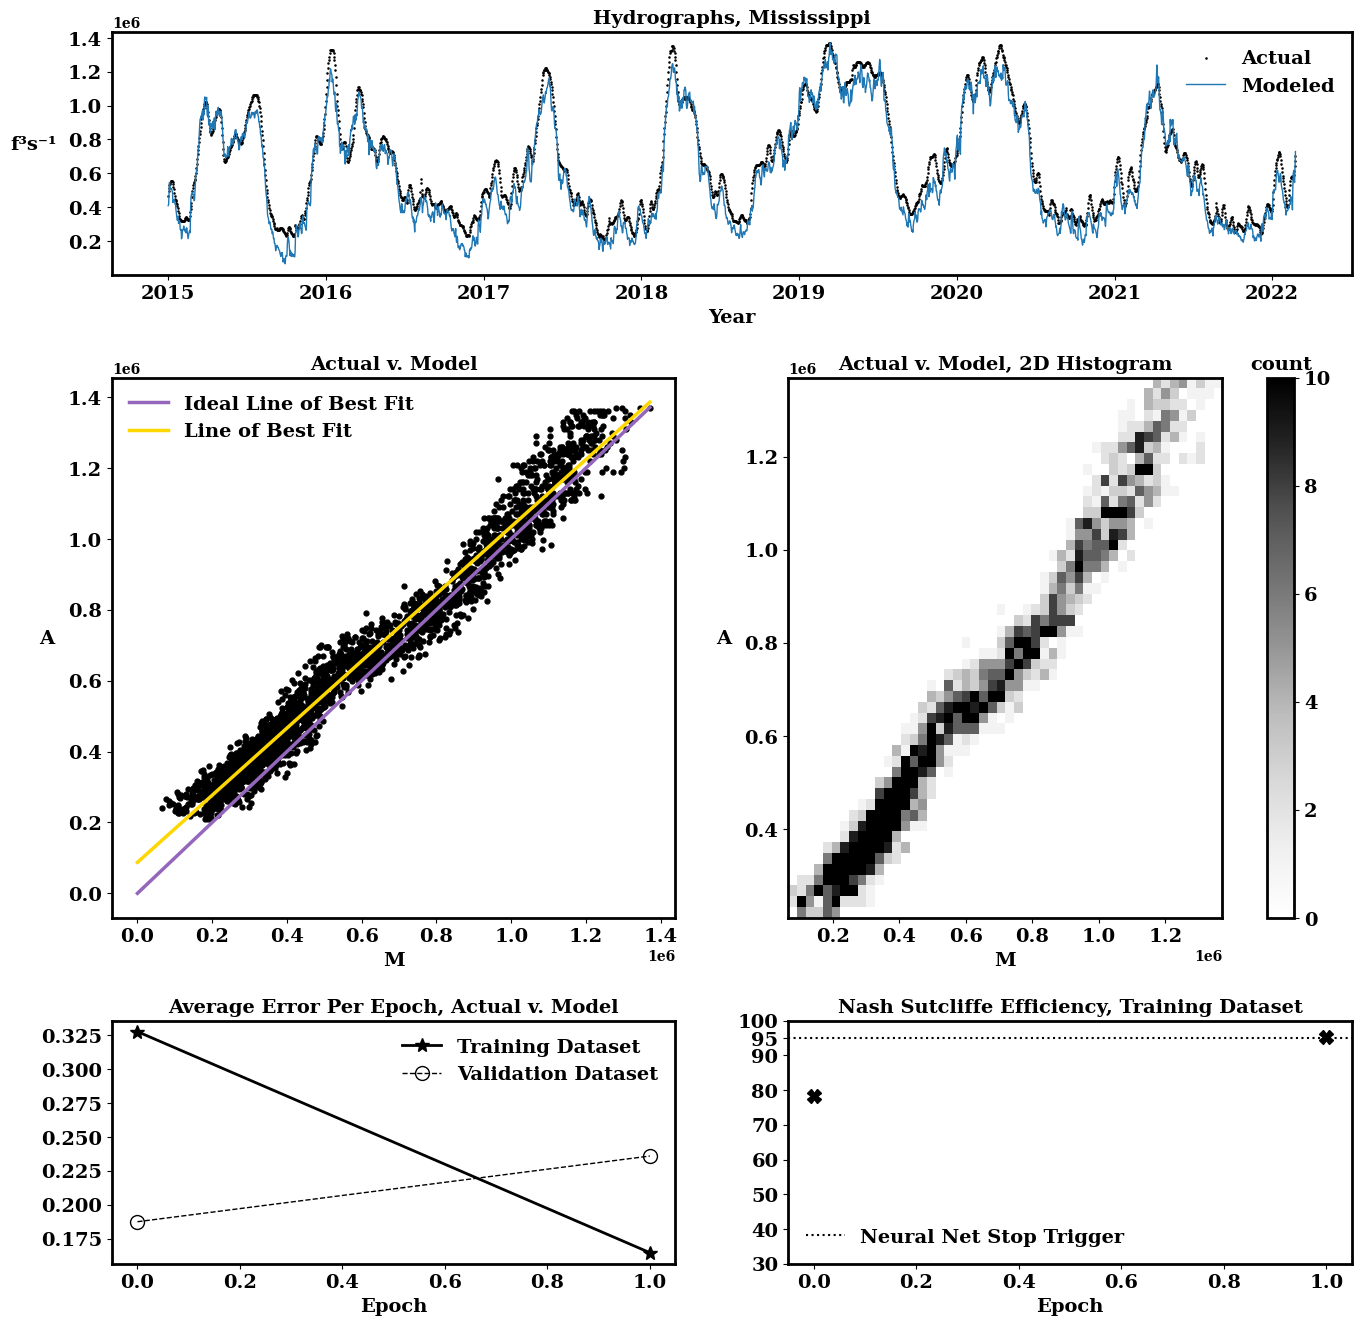 Hydrographs, Mississippi
1e6
1.4
1.2
1.0
0.8
0.6
0.4
0.2
f³s⁻¹
Actual
Modeled
2015 2016 2017 2018 2019 2020 2021 2022
Year
Actual v. Model
1e6
1.4
1.2
1.0
0.8
0.6
0.4
0.2
0.0
A
Ideal Line of Best Fit
Line of Best Fit
0.0 0.2 0.4 0.6 0.8 1.0 1.2 1.4
M
1e6
Actual v. Model, 2D Histogram
1e6
1.2
1.0
0.8
0.6
0.4
A
0.2 0.4 0.6 0.8 1.0 1.2
M
1e6
count
10
8
6
4
2
0
Average Error Per Epoch, Actual v. Model
0.325
0.300
0.275
0.250
0.225
0.200
0.175
Training Dataset
Validation Dataset
0.0 0.2 0.4 0.6 0.8 1.0
Epoch
Nash Sutcliffe Efficiency, Training Dataset
100
95
90
80
70
60
50
40
30
Neural Net Stop Trigger
0.0 0.2 0.4 0.6 0.8 1.0
Epoch